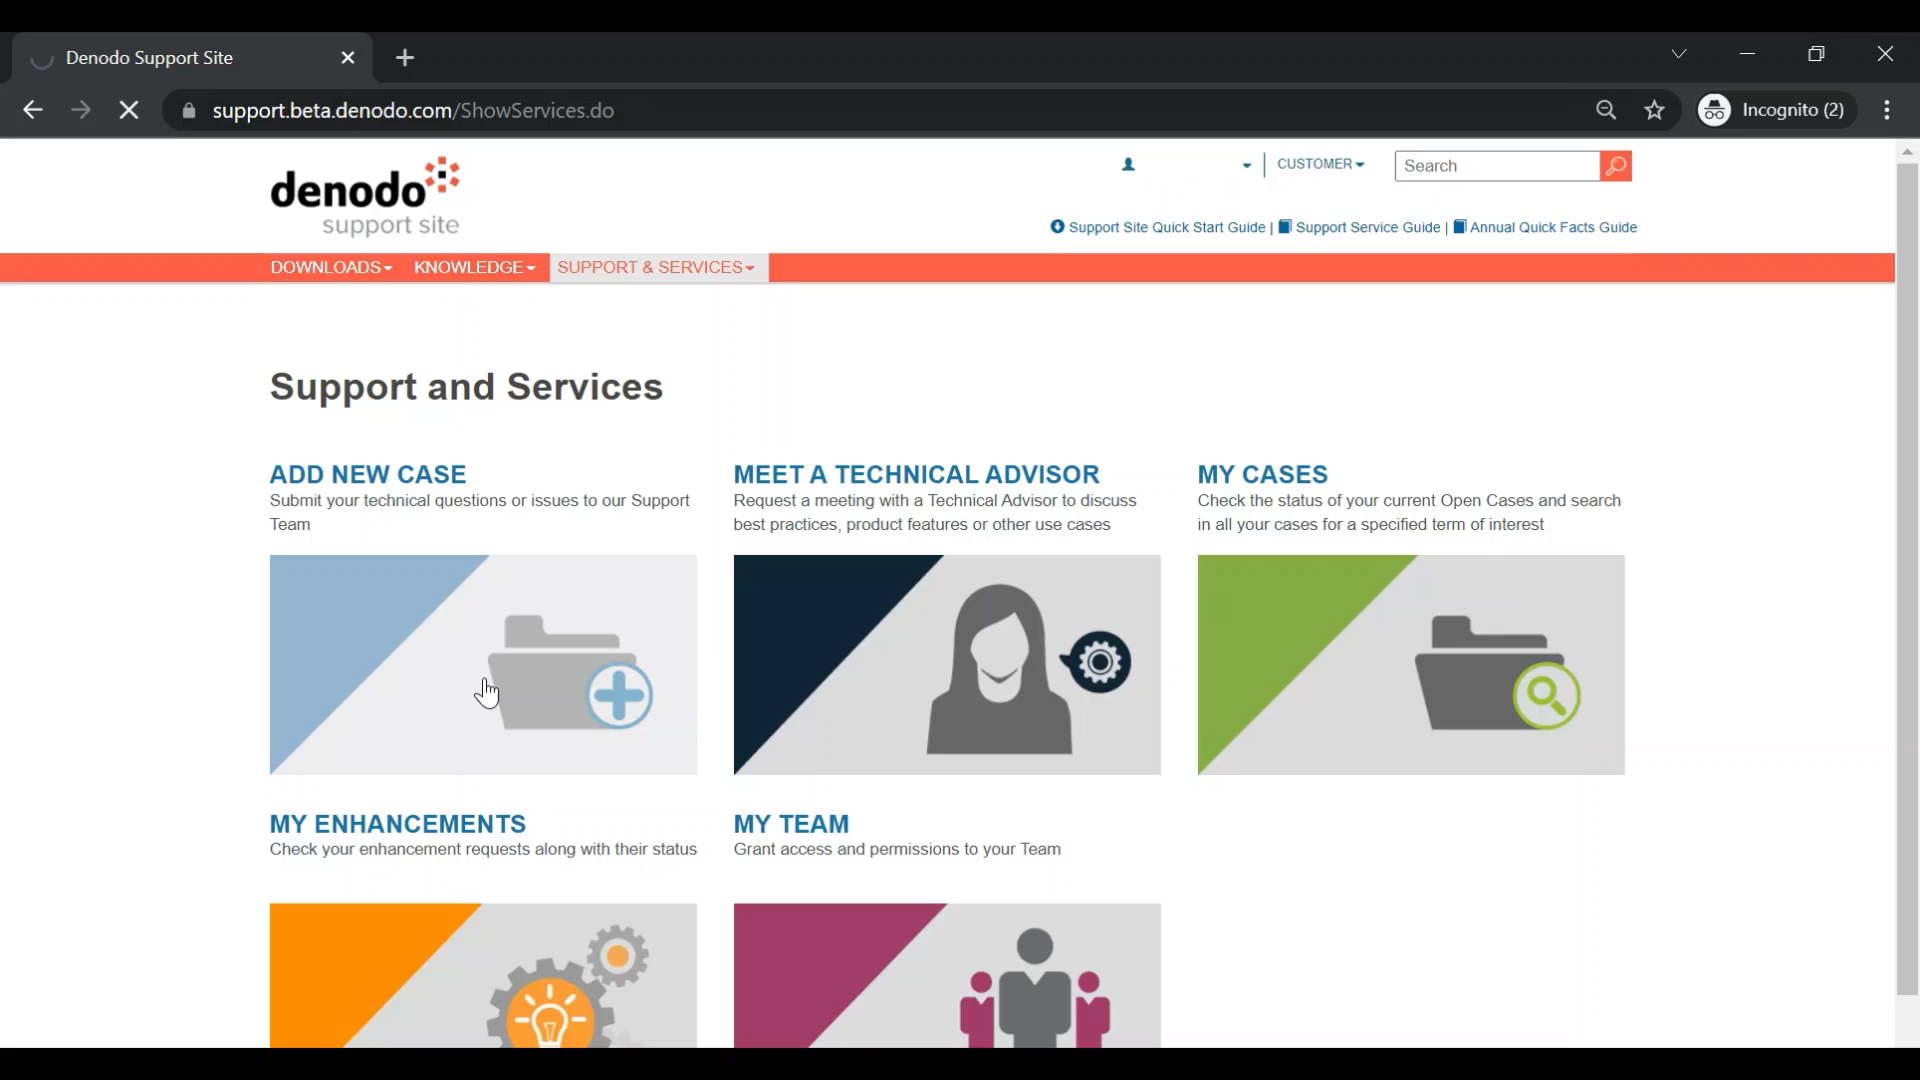 Denodo Support Site
support.beta.denodo.com/ShowServices.do
Incognito (2)
denodo
support site
CUSTOMER
Search
Support Site Quick Start Guide | Support Service Guide | Annual Quick Facts Guide
DOWNLOADS KNOWLEDGE SUPPORT & SERVICES
Support and Services
ADD NEW CASE
Submit your technical questions or issues to our Support
Team
MEET A TECHNICAL ADVISOR
Request a meeting with a Technical Advisor to discuss
best practices, product features or other use cases
MY CASES
Check the status of your current Open Cases and search
in all your cases for a specified term of interest
MY ENHANCEMENTS
Check your enhancement requests along with their status
MY TEAM
Grant access and permissions to your Team